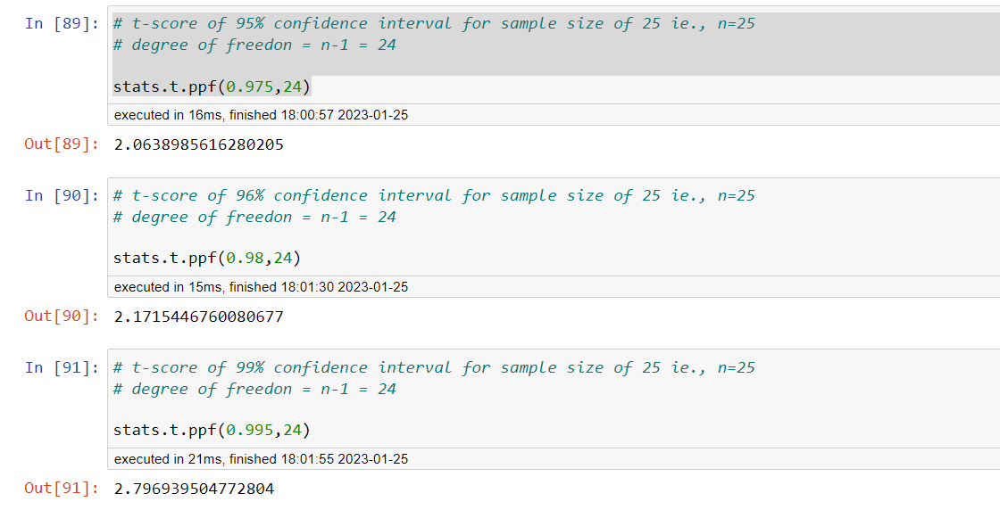 In [89]: # t-score of 95% confidence interval for sample size of 25 ie., n=25
# degree of freedon = n-1 = 24
stats.t.ppf(0.975,24)
executed in 16ms, finished 18:00:57 2023-01-25
Out[89]: 2.0638985616280205
In [90]: # t-score of 96% confidence interval for sample size of 25 ie., n=25
# degree of freedon = n-1 = 24
stats.t.ppf(0.98,24)
executed in 15ms, finished 18:01:30 2023-01-25
Out[90]: 2.1715446760080677
In [91]: # t-score of 99% confidence interval for sample size of 25 ie., n=25
# degree of freedon = n-1 = 24
stats.t.ppf(0.995,24)
executed in 21ms, finished 18:01:55 2023-01-25
Out[91]: 2.796939504772804